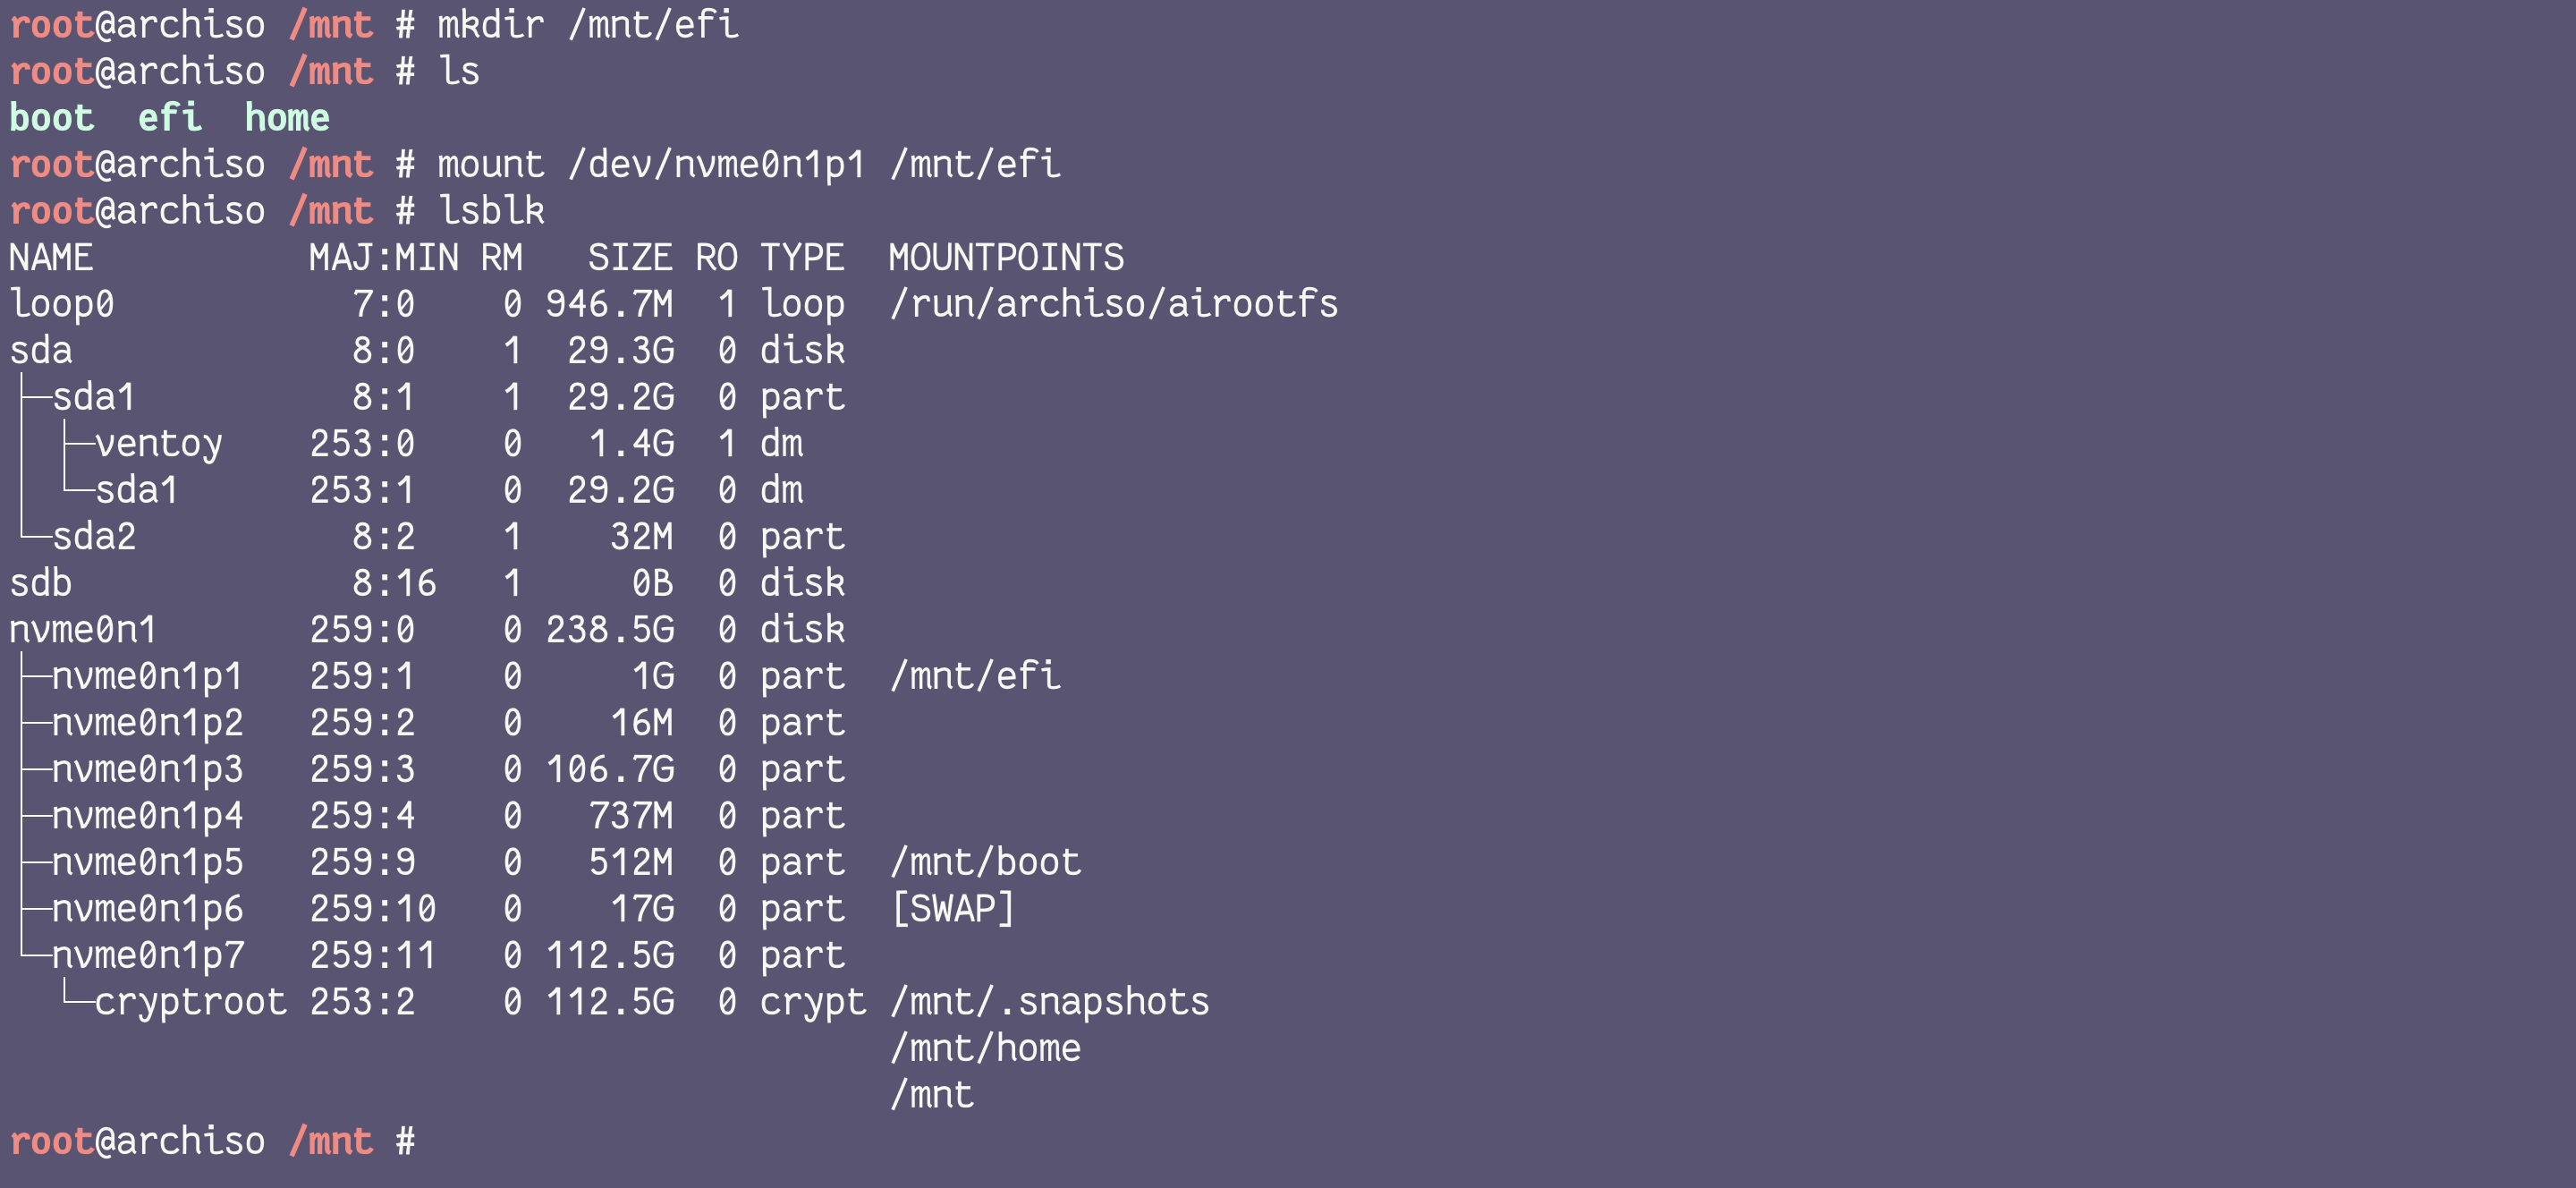 root@archiso /mnt # mkdir /mnt/efi
root@archiso /mnt # ls
boot  efi  home
root@archiso /mnt # mount /dev/nvme0n1p1 /mnt/efi
root@archiso /mnt # lsblk
NAME          MAJ:MIN RM   SIZE RO TYPE  MOUNTPOINTS
loop0           7:0    0 946.7M  1 loop  /run/archiso/airootfs
sda             8:0    1  29.3G  0 disk
├─sda1          8:1    1  29.2G  0 part
│ ├─ventoy    253:0    0   1.4G  1 dm
│ └─sda1      253:1    0  29.2G  0 dm
└─sda2          8:2    1    32M  0 part
sdb             8:16   1     0B  0 disk
nvme0n1       259:0    0 238.5G  0 disk
├─nvme0n1p1   259:1    0     1G  0 part  /mnt/efi
├─nvme0n1p2   259:2    0    16M  0 part
├─nvme0n1p3   259:3    0 106.7G  0 part
├─nvme0n1p4   259:4    0   737M  0 part
├─nvme0n1p5   259:9    0   512M  0 part  /mnt/boot
├─nvme0n1p6   259:10   0    17G  0 part  [SWAP]
└─nvme0n1p7   259:11   0 112.5G  0 part
  └─cryptroot 253:2    0 112.5G  0 crypt /mnt/.snapshots
                                         /mnt/home
                                         /mnt
root@archiso /mnt #